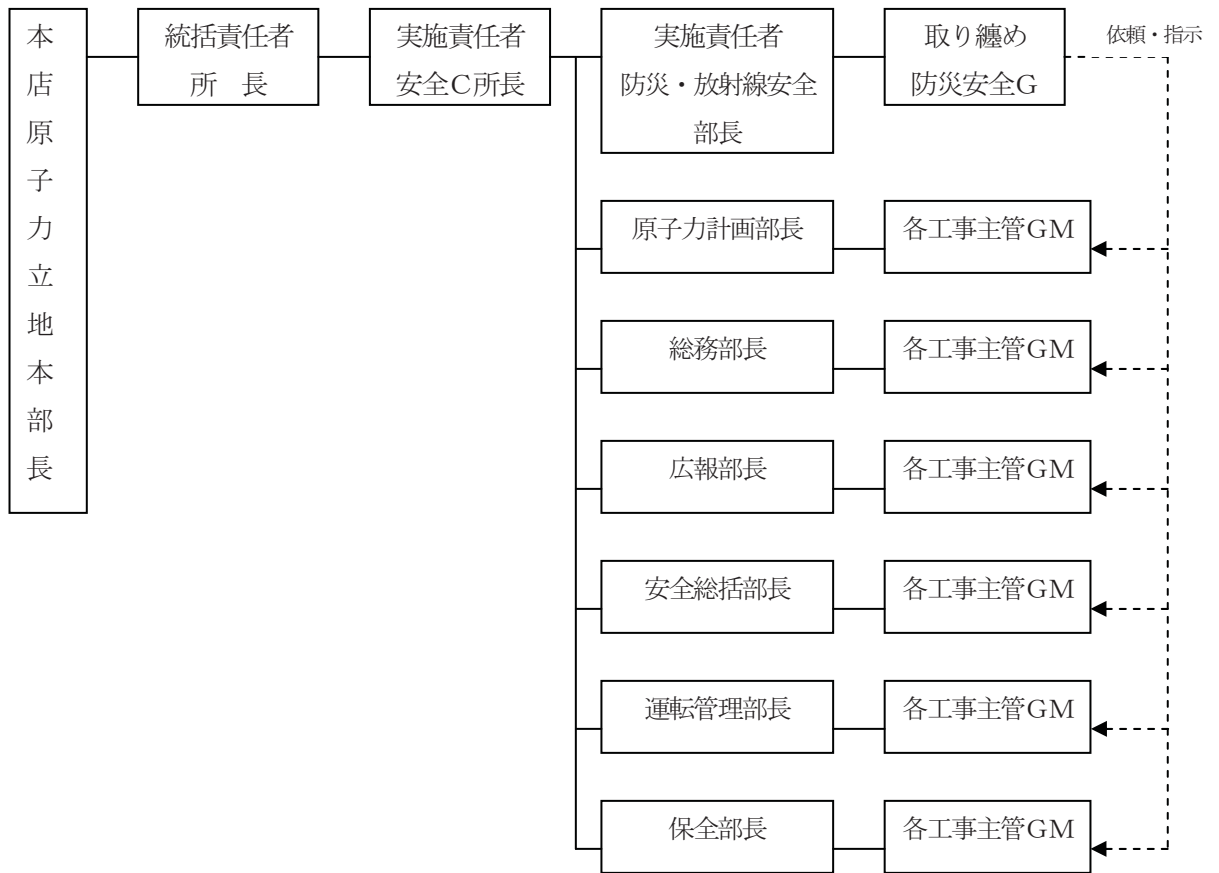 本店原子力立地本部長
統括責任者
所　長
実施責任者
安全Ｃ所長
実施責任者
防災・放射線安全
部長
取り纏め
防災安全Ｇ
依頼・指示
原子力計画部長
各工事主管ＧＭ
総務部長
各工事主管ＧＭ
広報部長
各工事主管ＧＭ
安全総括部長
各工事主管ＧＭ
運転管理部長
各工事主管ＧＭ
保全部長
各工事主管ＧＭ